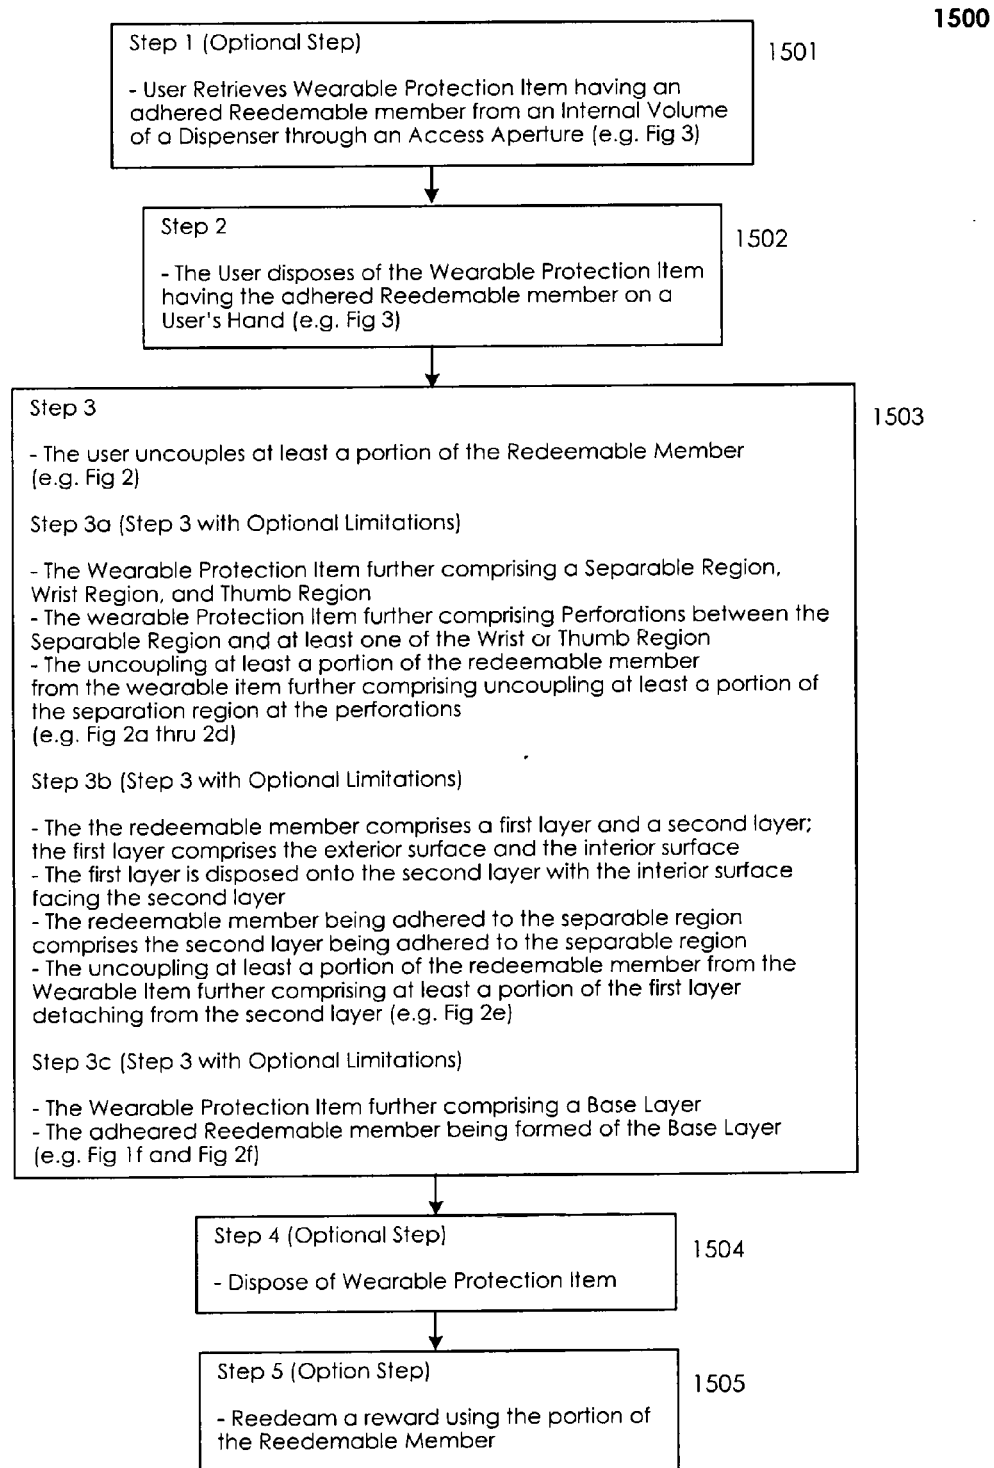 1500
Step 1 (Optional Step)
1501
- User Retrieves Wearable Protection Item having an
adhered Reedemable member from an Internal Volume
of a Dispenser through an Access Aperture (e.g. Fig 3)
Step 2
1502
- The User disposes of the Wearable Protection Item
having the adhered Reedemable member on a
User's Hand (e.g. Fig 3)
Step 3
1503
- The user uncouples at least a portion of the Redeemable Member
(e.g. Fig 2)
Step 3a (Step 3 with Optional Limitations)
- The Wearable Protection Item further comprising a Separable Region,
Wrist Region, and Thumb Region
- The wearable Protection Item further comprising Perforations between the
Separable Region and at least one of the Wrist or Thumb Region
- The uncoupling at least a portion of the redeemable member
from the wearable item further comprising uncoupling at least a portion of
the separation region at the perforations
(e.g. Fig 2a thru 2d)
Step 3b (Step 3 with Optional Limitations)
- The the redeemable member comprises a first layer and a second layer;
the first layer comprises the exterior surface and the interior surface
- The first layer is disposed onto the second layer with the interior surface
facing the second layer
- The redeemable member being adhered to the separable region
comprises the second layer being adhered to the separable region
- The uncoupling at least a portion of the redeemable member from the
Wearable Item further comprising at least a portion of the first layer
detaching from the second layer (e.g. Fig 2e)
Step 3c (Step 3 with Optional Limitations)
- The Wearable Protection Item further comprising a Base Layer
- The adheared Reedemable member being formed of the Base Layer
(e.g. Fig 1f and Fig 2f)
Step 4 (Optional Step)
1504
- Dispose of Wearable Protection Item
Step 5 (Option Step)
1505
- Reedeam a reward using the portion of
the Reedemable Member